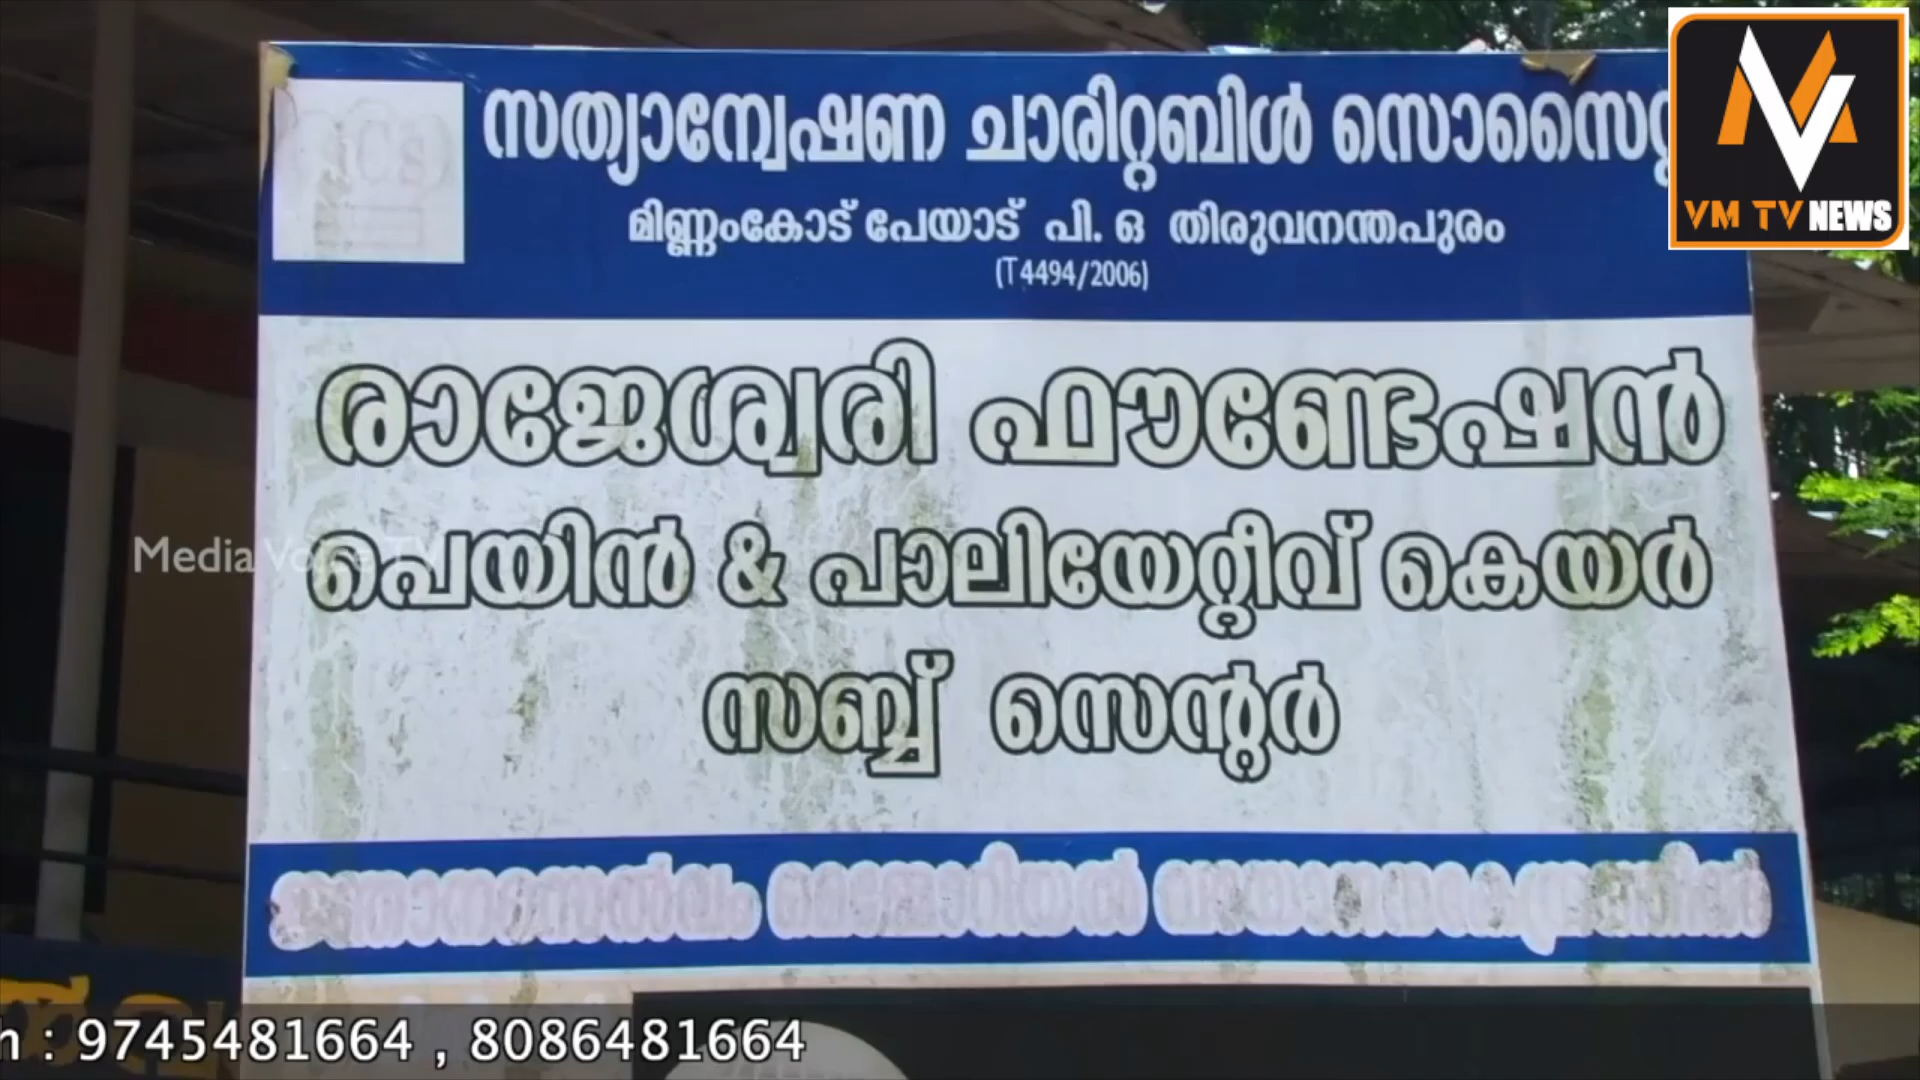 സത്യാന്വേഷണ ചാരിറ്റബിൾ
മിണ്ണംകോട് പേയാട് പി. ഒ തിരുവനന്തപുരം
(T4494/2006)
രാജേശ്വരി ഫൗണ്ടേഷൻ
പെയിൻ & പാലിയേറ്റീവ് കെയർ
സബ്ബ് സെന്റർ
VM TV NEWS
Media Voice TV
: 9745481664 , 8086481664